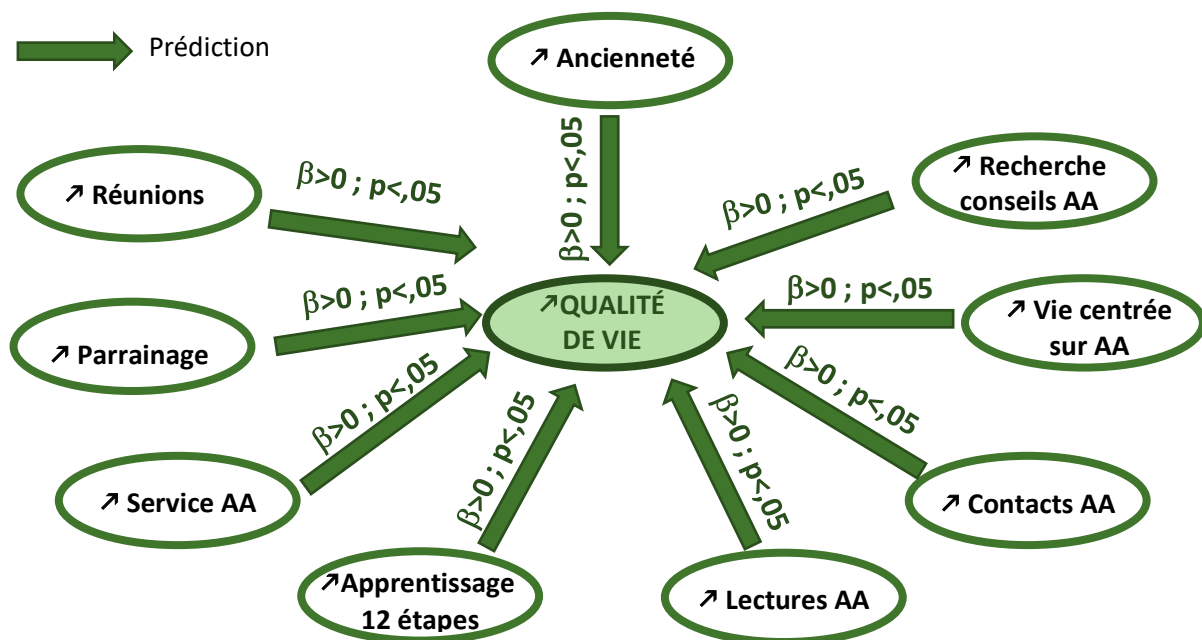 Prédiction
↗ Ancienneté
β>0 ; p<,05
↗ Réunions
β>0 ; p<,05
↗ Recherche
conseils AA
β>0 ; p<,05
↗ Parrainage
β>0 ; p<,05
↗QUALITÉ
DE VIE
↗ Vie centrée
sur AA
β>0 ; p<,05
↗ Service AA
β>0 ; p<,05
↗ Contacts AA
β>0 ; p<,05
↗Apprentissage
12 étapes
β>0 ; p<,05
↗ Lectures AA
β>0 ; p<,05